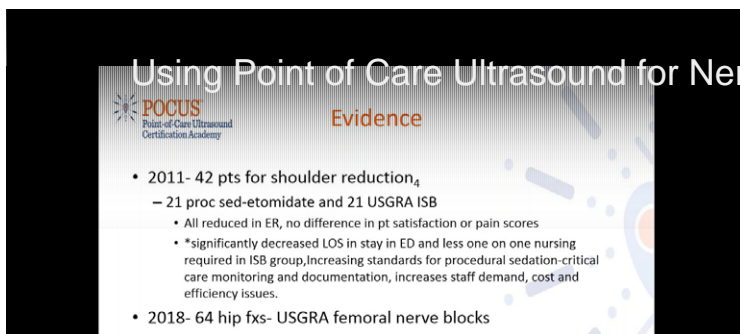 Using Point of Care Ultrasound for Ner
POCUS
Point-of-Care Ultrasound
Certification Academy
Evidence
• 2011- 42 pts for shoulder reduction4
– 21 proc sed-etomidate and 21 USGRA ISB
• All reduced in ER, no difference in pt satisfaction or pain scores
• *significantly decreased LOS in stay in ED and less one on one nursing
required in ISB group,Increasing standards for procedural sedation-critical
care monitoring and documentation, increases staff demand, cost and
efficiency issues.
• 2018- 64 hip fxs- USGRA femoral nerve blocks